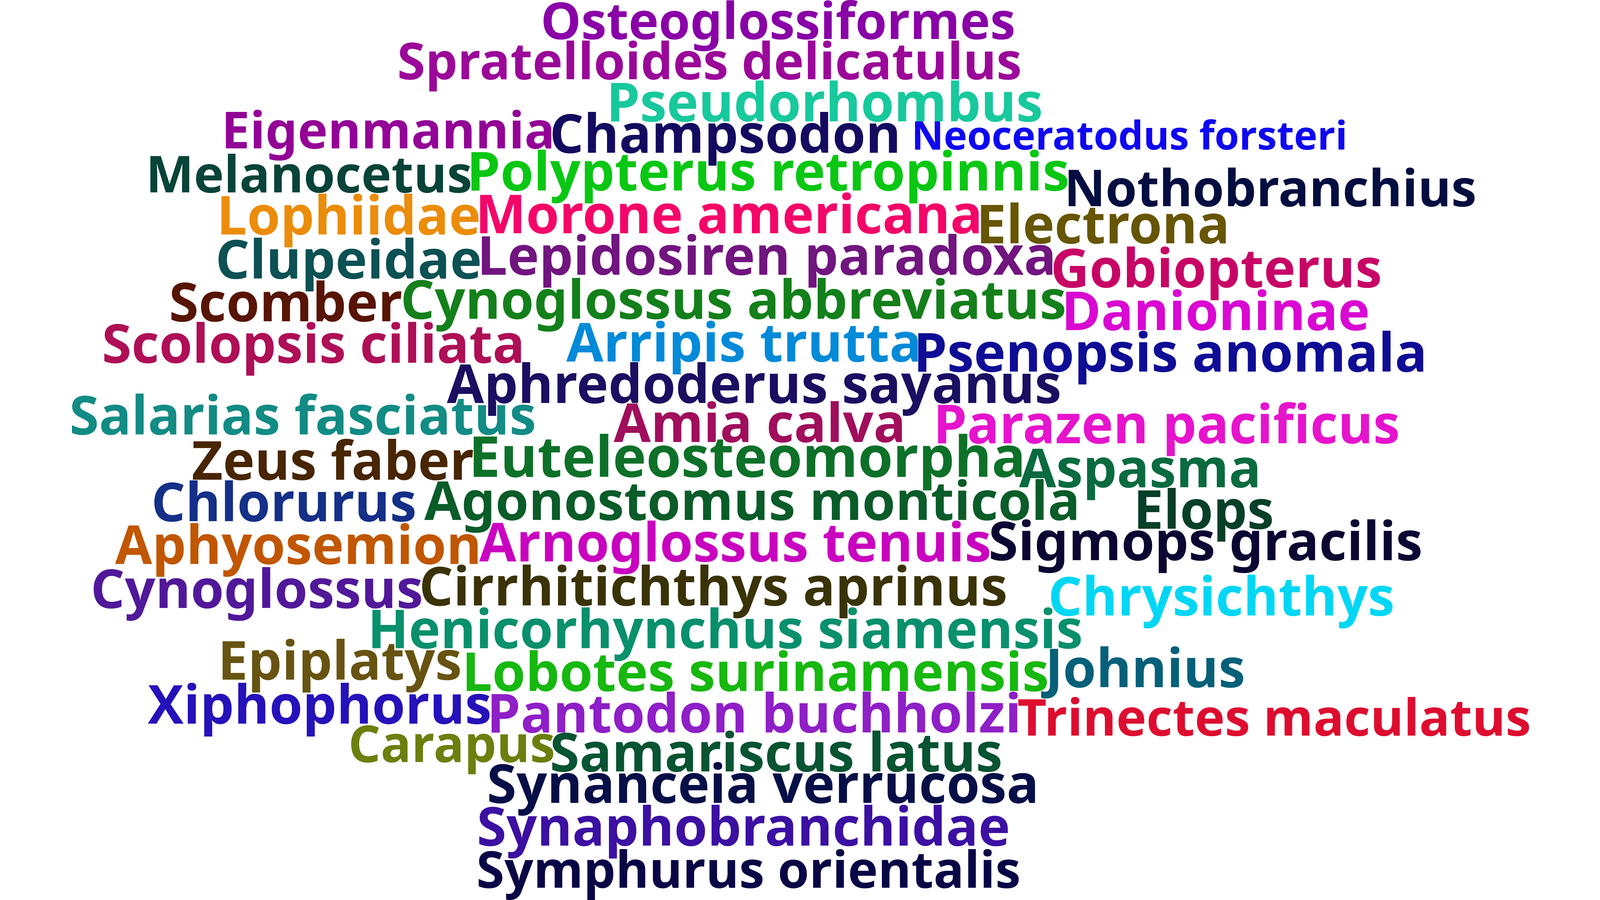 Osteoglossiformes
Spratelloides delicatulus
Pseudorhombus
Eigenmannia Champsodon Neoceratodus forsteri
Melanocetus Polypterus retropinnis Nothobranchius
Lophiidae Morone americana Electrona
Clupeidae Lepidosiren paradoxa Gobiopterus
Scomber Cynoglossus abbreviatus Danioninae
Scolopsis ciliata Arripis trutta Psenopsis anomala
Aphredoderus sayanus
Salarias fasciatus Amia calva Parazen pacificus
Zeus faber Euteleosteomorpha Aspasma
Chlorurus Agonostomus monticola Elops
Aphyosemion Arnoglossus tenuis Sigmops gracilis
Cynoglossus Cirrhitichthys aprinus Chrysichthys
Henicorhynchus siamensis
Epiplatys Lobotes surinamensis Johnius
Xiphophorus Pantodon buchholzi Trinectes maculatus
Carapus Samariscus latus
Synanceia verrucosa
Synaphobranchidae
Symphurus orientalis